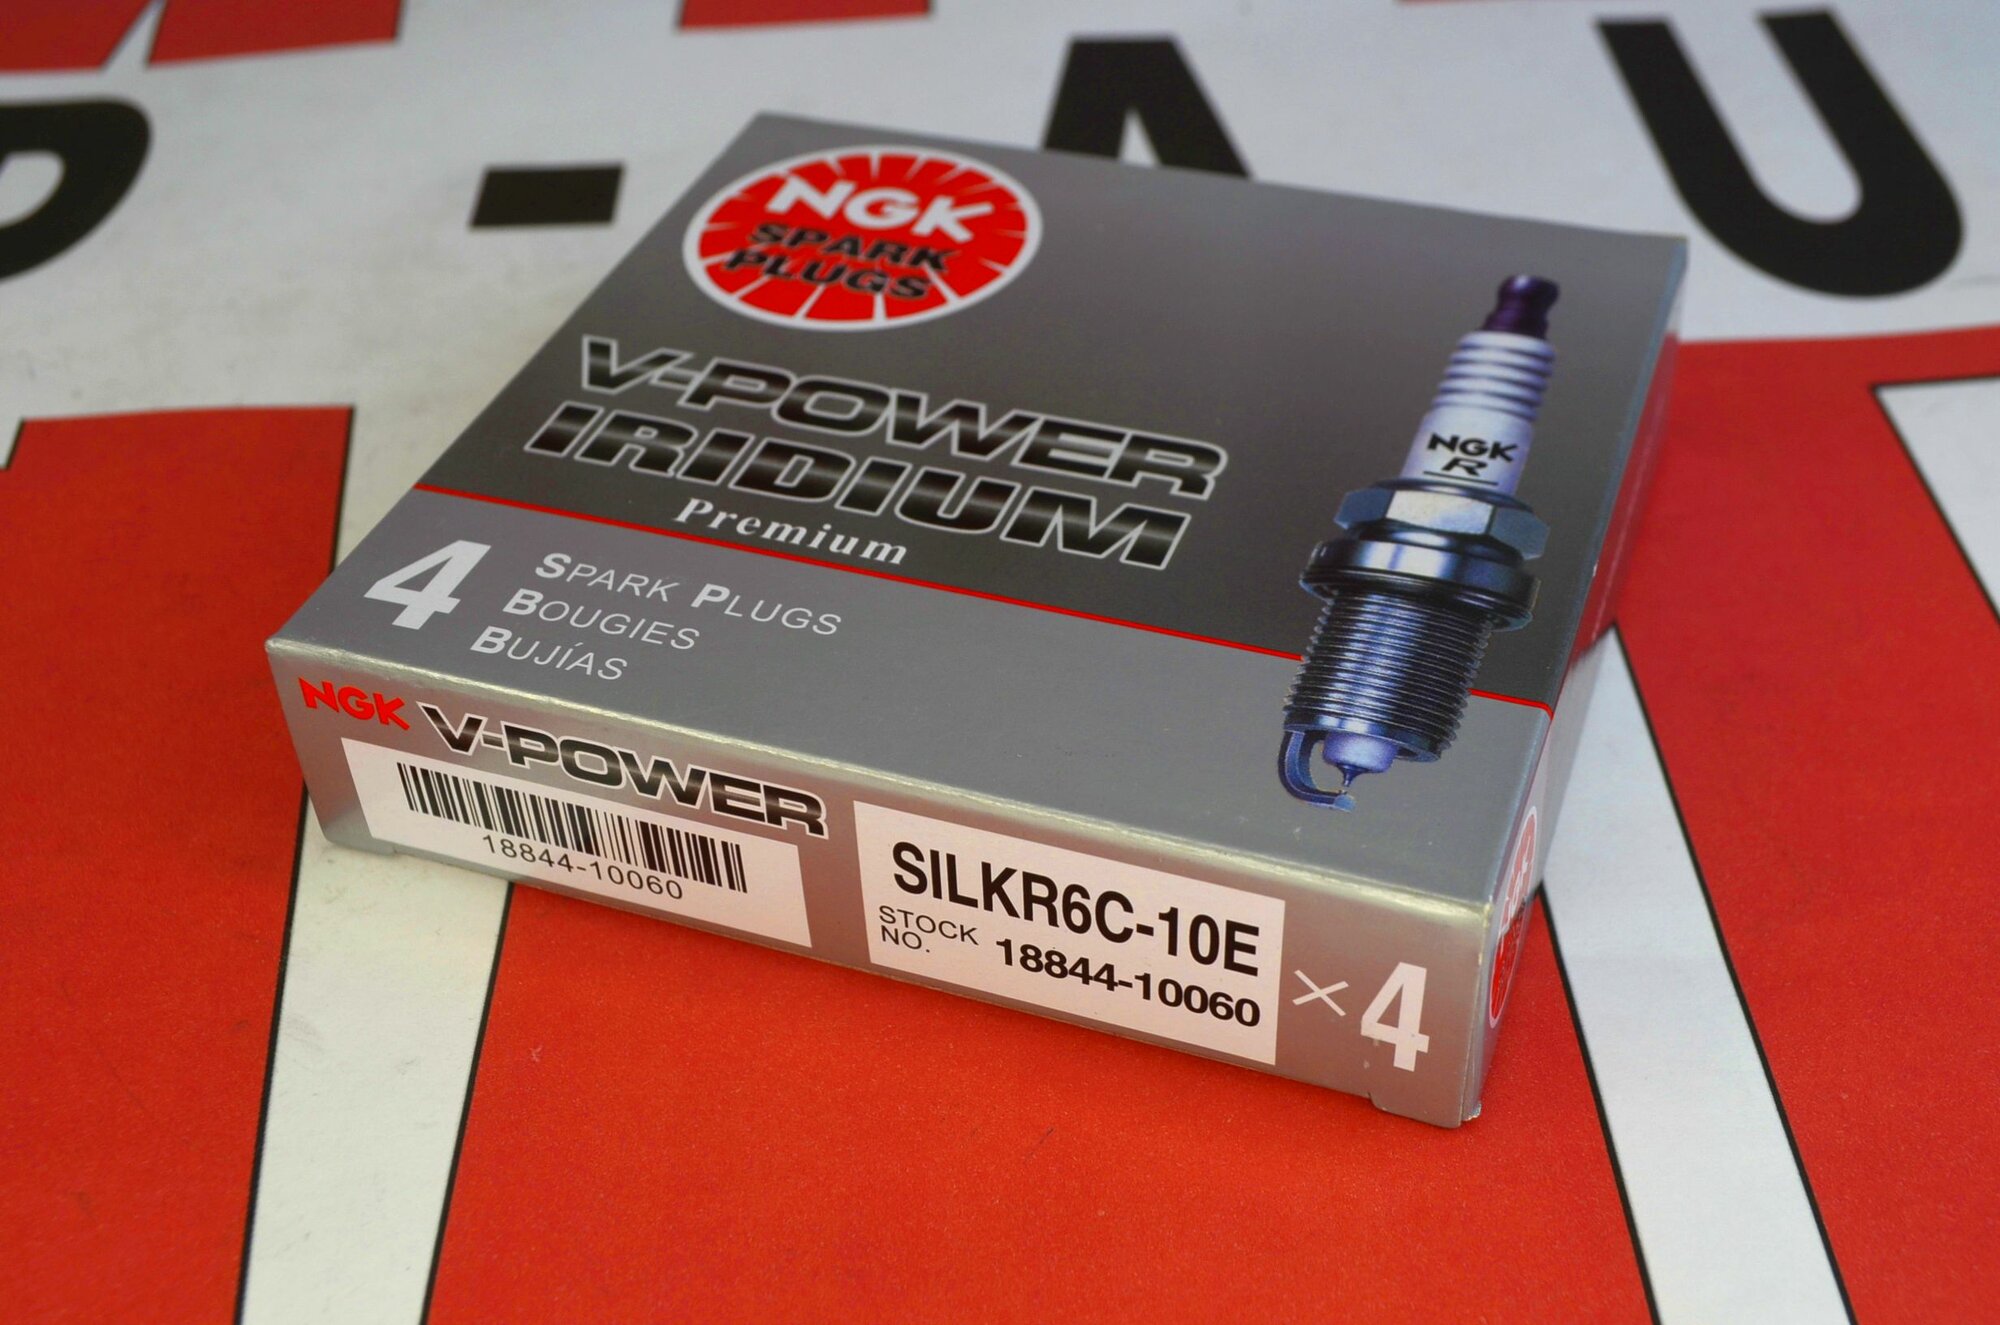 NGK
SPARK
PLUGS
V-POWER
IRIDIUM
Premium
4
SPARK PLUGS
BOUGIES
BUJÍAS
NGK
R
NGK V-POWER
18844-10060
SILKR6C-10E
STOCK NO. 18844-10060
×4
A U